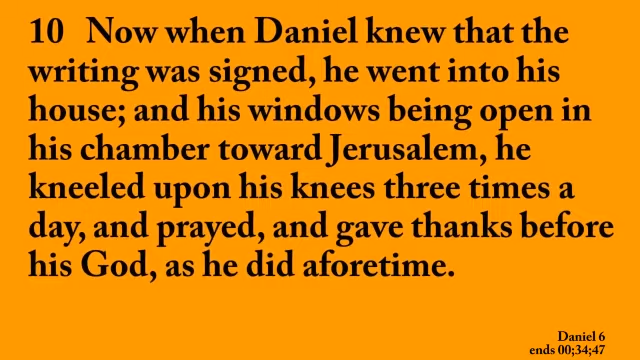 10 Now when Daniel knew that the
writing was signed, he went into his
house; and his windows being open in
his chamber toward Jerusalem, he
kneeled upon his knees three times a
day, and prayed, and gave thanks before
his God, as he did aforetime.
Daniel 6
ends 00;34;47